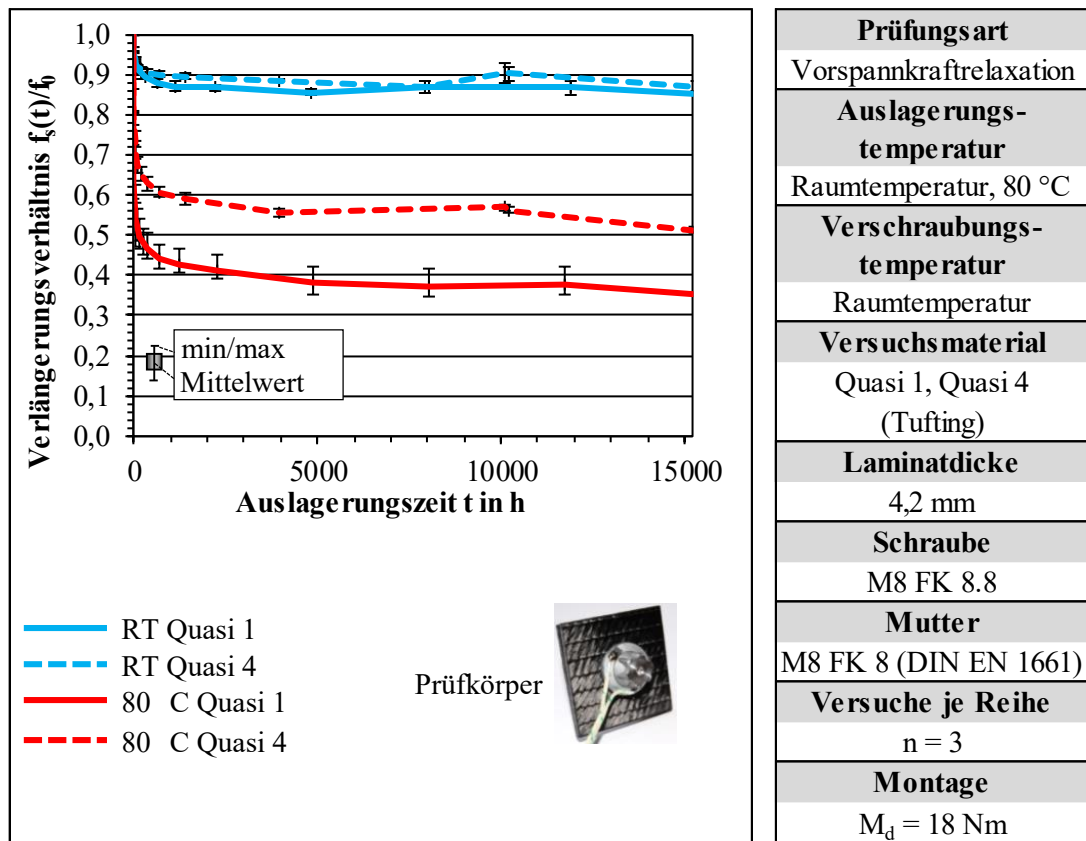 Verlängerungsverhältnis fs(t)/f0
1,0
0,9
0,8
0,7
0,6
0,5
0,4
0,3
0,2
0,1
0,0
min/max
Mittelwert
0
5000
10000
15000
Auslagerungszeit t in h
RT Quasi 1
RT Quasi 4
80 C Quasi 1
80 C Quasi 4
Prüfkörper
Prüfungsart
Vorspannkraftrelaxation
Auslagerungs-
temperatur
Raumtemperatur, 80 °C
Verschraubungs-
temperatur
Raumtemperatur
Versuchsmaterial
Quasi 1, Quasi 4
(Tufting)
Laminatdicke
4,2 mm
Schraube
M8 FK 8.8
Mutter
M8 FK 8 (DIN EN 1661)
Versuche je Reihe
n = 3
Montage
Md = 18 Nm